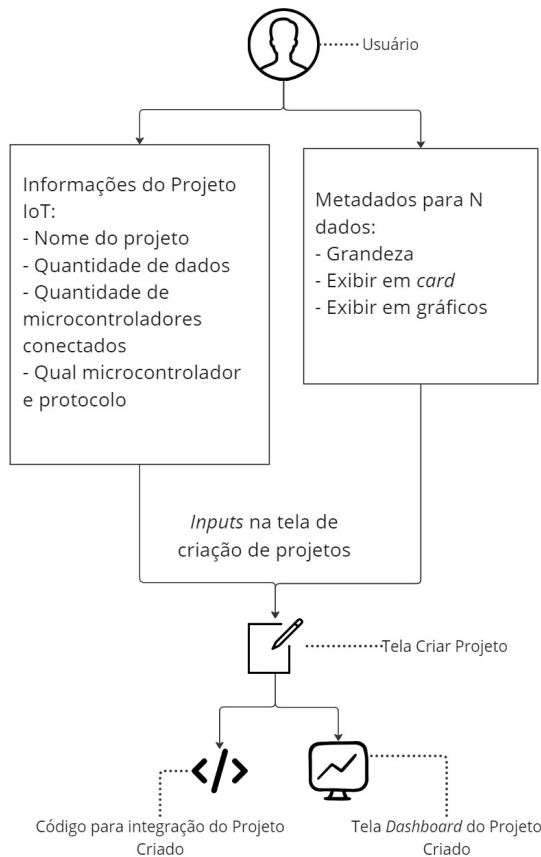 Usuário
Informações do Projeto
IoT:
- Nome do projeto
- Quantidade de dados
- Quantidade de
microcontroladores
conectados
- Qual microcontrolador
e protocolo
Metadados para N
dados:
- Grandeza
- Exibir em card
- Exibir em gráficos
Inputs na tela de
criação de projetos
Tela Criar Projeto
Código para integração do Projeto
Criado
Tela Dashboard do Projeto
Criado